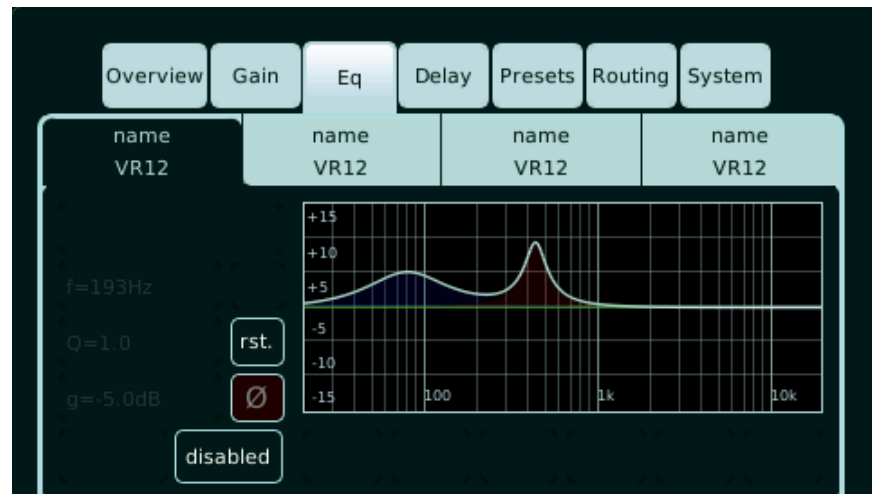 Overview Gain Eq Delay Presets Routing System
name name name name
VR12 VR12 VR12 VR12
+15
+10
f=193Hz +5
-5
Q=1.0 rst.
-10
g=-5.0dB Ø -15 100 1k 10k
disabled